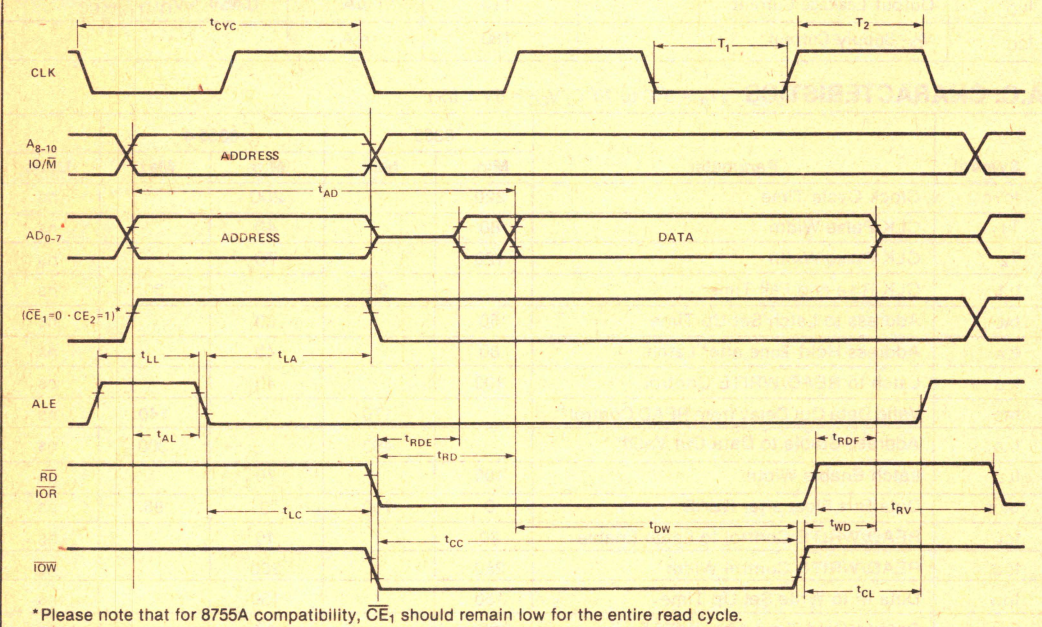 tCYC
T2
T1
CLK
A8-10
IO/M̅
ADDRESS
tAD
AD0-7
ADDRESS
DATA
(C̅E̅1=0 · CE2=1)*
tLL
tLA
ALE
tAL
tRDE
tRDF
tRD
R̅D̅
I̅O̅R̅
tRV
tLC
tDW
tWD
tCC
I̅O̅W̅
tCL
*Please note that for 8755A compatibility, C̅E̅1 should remain low for the entire read cycle.